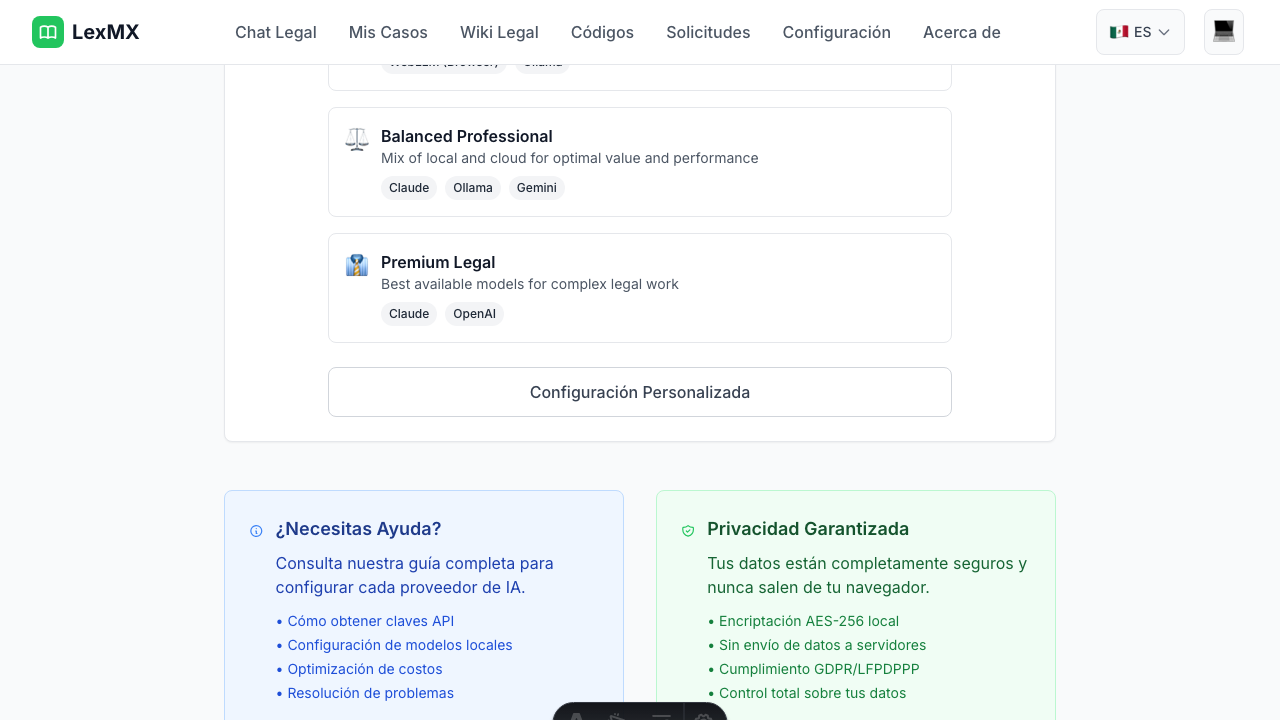 LexMX
Chat Legal
Mis Casos
Wiki Legal
Códigos
Solicitudes
Configuración
Acerca de
ES
Balanced Professional
Mix of local and cloud for optimal value and performance
Claude
Ollama
Gemini
Premium Legal
Best available models for complex legal work
Claude
OpenAI
Configuración Personalizada
¿Necesitas Ayuda?
Consulta nuestra guía completa para
configurar cada proveedor de IA.
• Cómo obtener claves API
• Configuración de modelos locales
• Optimización de costos
• Resolución de problemas
Privacidad Garantizada
Tus datos están completamente seguros y
nunca salen de tu navegador.
• Encriptación AES-256 local
• Sin envío de datos a servidores
• Cumplimiento GDPR/LFPDPPP
• Control total sobre tus datos